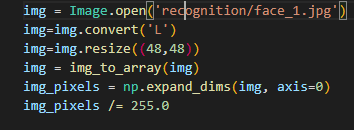 img = Image.open('recognition/face_1.jpg')
img=img.convert('L')
img=img.resize((48,48))
img = img_to_array(img)
img_pixels = np.expand_dims(img, axis=0)
img_pixels /= 255.0